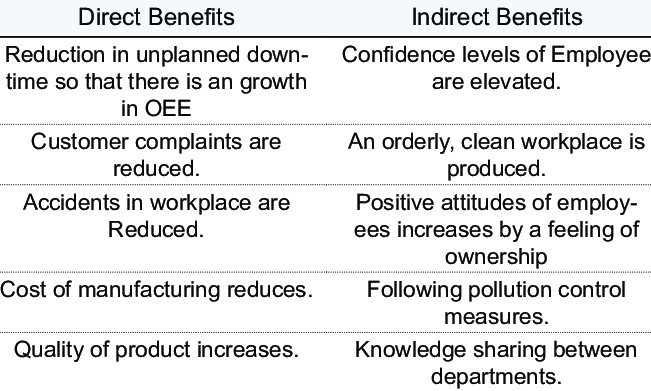 Direct Benefits Indirect Benefits
Reduction in unplanned down- Confidence levels of Employee
time so that there is an growth are elevated.
in OEE
Customer complaints are An orderly, clean workplace is
reduced. produced.
Accidents in workplace are Positive attitudes of employ-
Reduced. ees increases by a feeling of
ownership
Cost of manufacturing reduces. Following pollution control
measures.
Quality of product increases. Knowledge sharing between
departments.